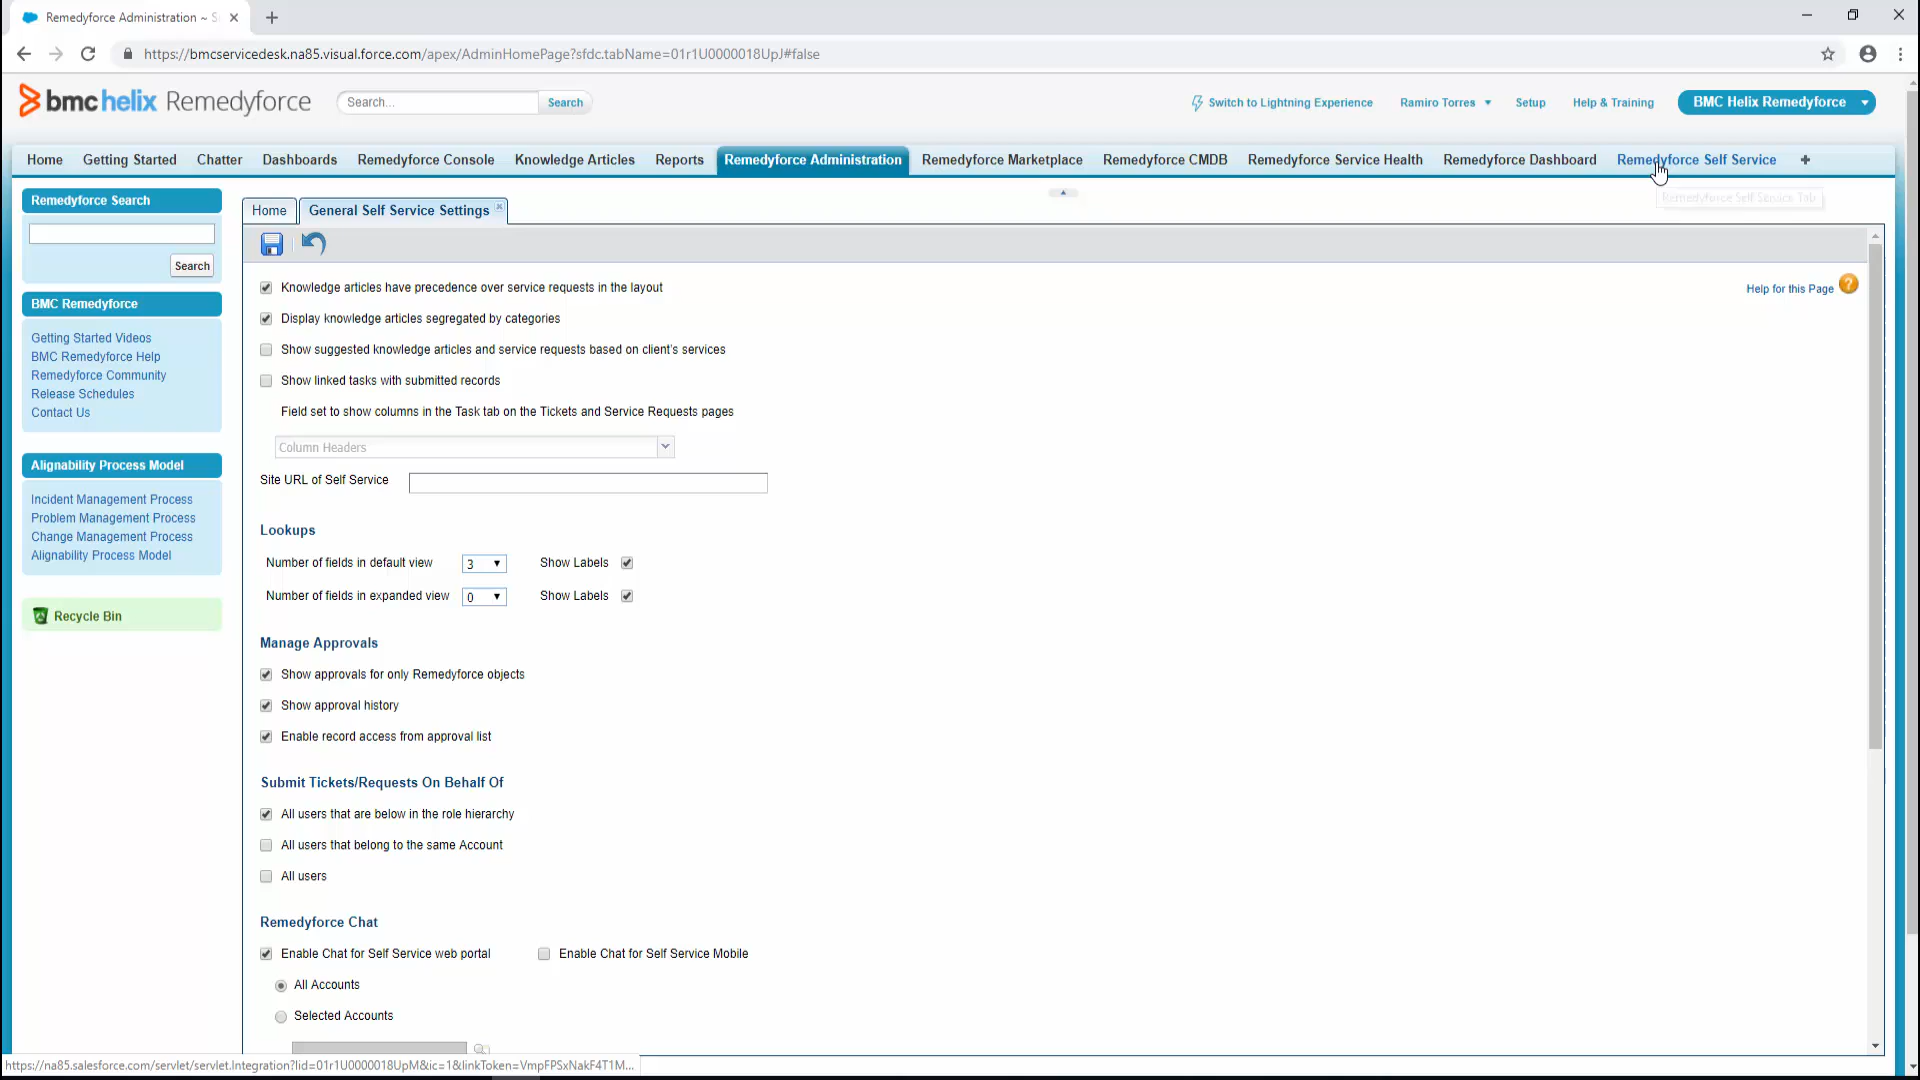 Remedyforce Administration ~ S
https://bmcservicedesk.na85.visual.force.com/apex/AdminHomePage?sfdc.tabName=01r1U0000018UpJ#false
bmchelix Remedyforce
Search...
Search
Switch to Lightning Experience
Ramiro Torres
Setup
Help & Training
BMC Helix Remedyforce
Home
Getting Started
Chatter
Dashboards
Remedyforce Console
Knowledge Articles
Reports
Remedyforce Administration
Remedyforce Marketplace
Remedyforce CMDB
Remedyforce Service Health
Remedyforce Dashboard
Remedyforce Self Service
+
Remedyforce Self Service Tab
Remedyforce Search
Search
BMC Remedyforce
Getting Started Videos
BMC Remedyforce Help
Remedyforce Community
Release Schedules
Contact Us
Alignability Process Model
Incident Management Process
Problem Management Process
Change Management Process
Alignability Process Model
Recycle Bin
Home
General Self Service Settings
Help for this Page
Knowledge articles have precedence over service requests in the layout
Display knowledge articles segregated by categories
Show suggested knowledge articles and service requests based on client's services
Show linked tasks with submitted records
Field set to show columns in the Task tab on the Tickets and Service Requests pages
Column Headers
Site URL of Self Service
Lookups
Number of fields in default view 3 Show Labels
Number of fields in expanded view 0 Show Labels
Manage Approvals
Show approvals for only Remedyforce objects
Show approval history
Enable record access from approval list
Submit Tickets/Requests On Behalf Of
All users that are below in the role hierarchy
All users that belong to the same Account
All users
Remedyforce Chat
Enable Chat for Self Service web portal Enable Chat for Self Service Mobile
All Accounts
Selected Accounts
https://na85.salesforce.com/servlet/servlet.Integration?lid=01r1U0000018UpM&ic=1&linkToken=VmpFPSxNakF4T1M...